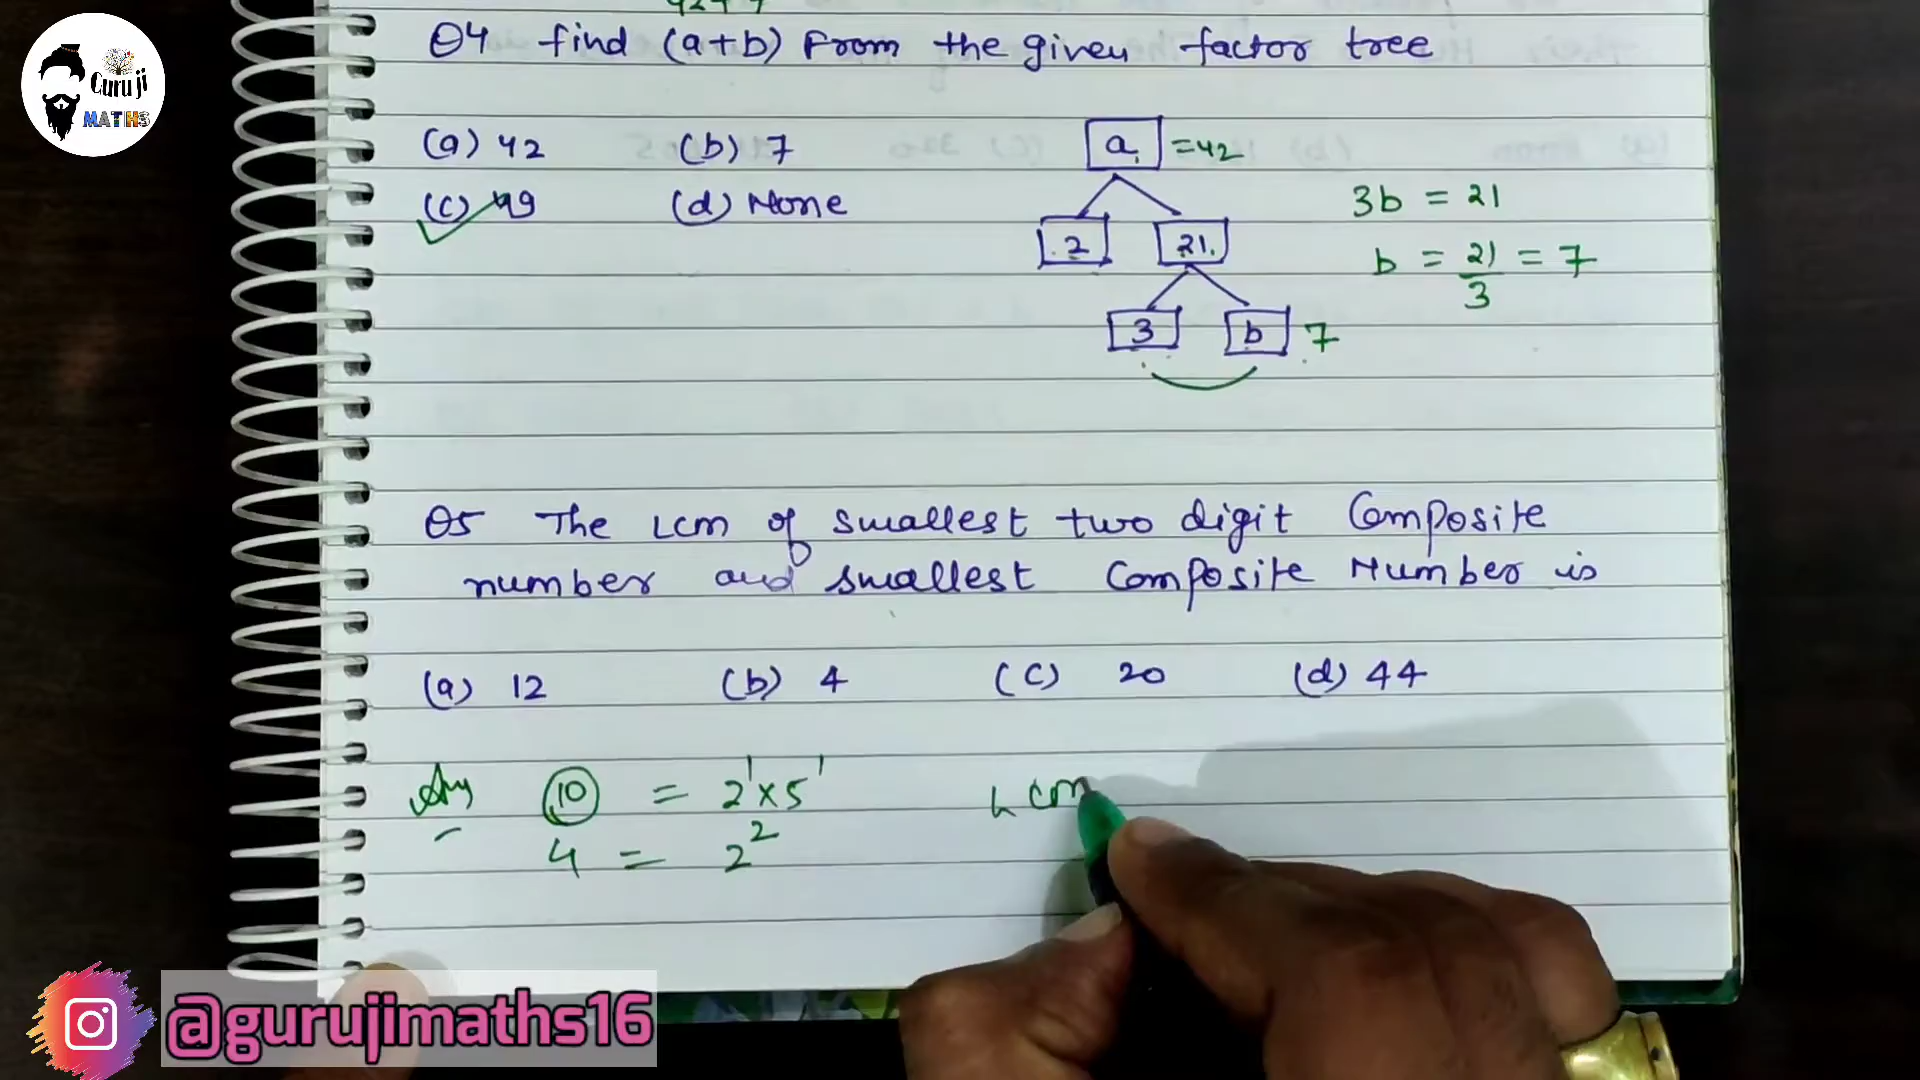 Guruji
MATHS
Q4 find (a+b) From the given factor tree
(a) 42 (b) 7
(c) 49 (d) None
a = 42
2 21
3 b 7
3b = 21
b = 21/3 = 7
Q5 The LCM of smallest two digit Composite
number and smallest Composite Number is
(a) 12 (b) 4 (C) 20 (d) 44
Ans 10 = 2¹×5¹ LCM
4 = 2²
@gurujimaths16